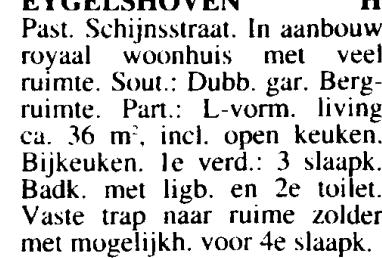 EYGELSHOVEN H
Past. Schijnsstraat. In aanbouw
royaal woonhuis met veel
ruimte. Sout.: Dubb. gar. Berg-
ruimte. Part.: L-vorm. living
ca. 36 m², incl. open keuken.
Bijkeuken. 1e verd.: 3 slaapk.
Badk. met ligb. en 2e toilet.
Vaste trap naar ruime zolder
met mogelijkh. voor 4e slaapk.